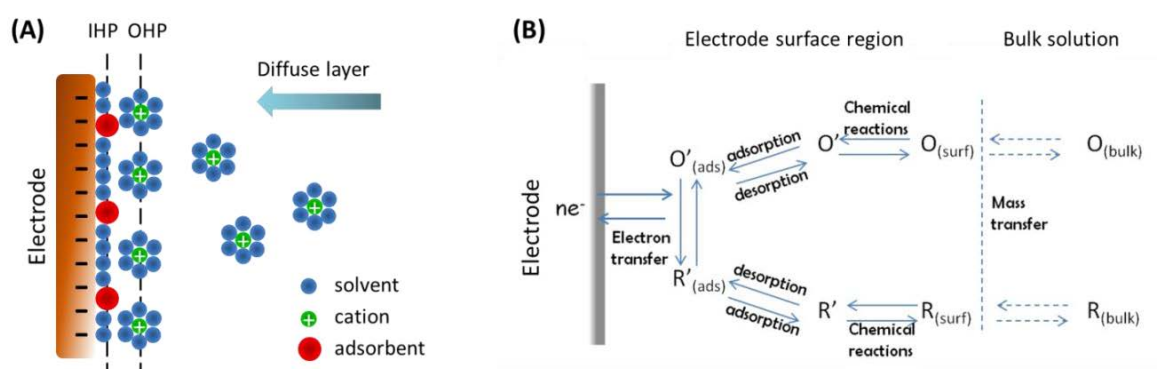 (A)
IHP OHP
Diffuse layer
Electrode
solvent
cation
adsorbent
(B)
Electrode surface region
Bulk solution
Electrode
ne-
Electron
transfer
O'(ads)
adsorption
desorption
O'
Chemical
reactions
O(surf)
O(bulk)
Mass
transfer
R'(ads)
desorption
adsorption
R'
Chemical
reactions
R(surf)
R(bulk)